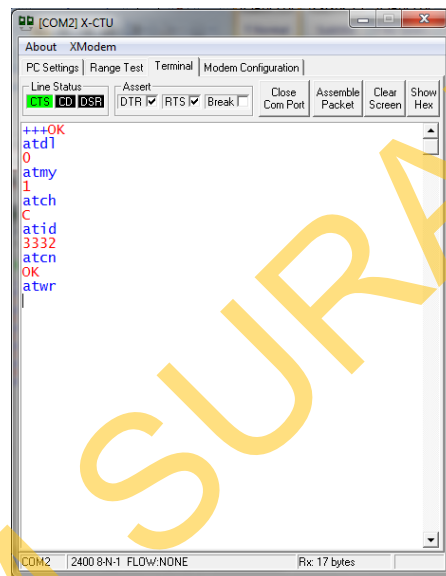 [COM2] X-CTU
About XModem
PC Settings Range Test Terminal Modem Configuration
Line Status Assert
CTS CD DSR DTR RTS Break Close Com Port Assemble Packet Clear Screen Show Hex
+++OK
atdl
0
atmy
1
atch
C
atid
3332
atcn
OK
atwr
COM2 2400 8-N-1 FLOW:NONE Rx: 17 bytes
SURA